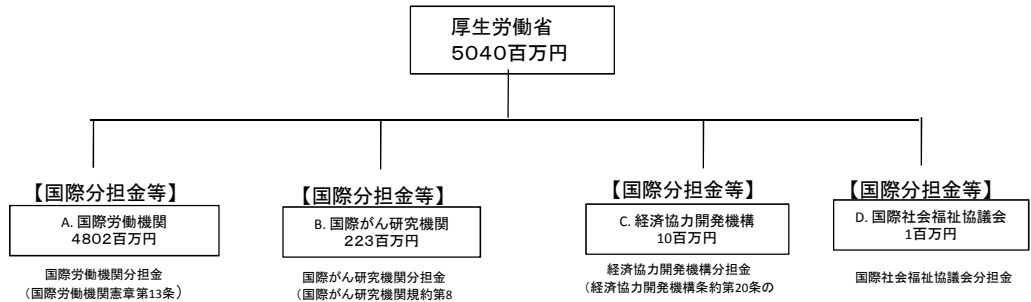 厚生労働省
5040百万円
【国際分担金等】
A. 国際労働機関
4802百万円
国際労働機関分担金
(国際労働機関憲章第13条)
【国際分担金等】
B. 国際がん研究機関
223百万円
国際がん研究機関分担金
(国際がん研究機関規約第8
【国際分担金等】
C. 経済協力開発機構
10百万円
経済協力開発機構分担金
(経済協力開発機構条約第20条の
【国際分担金等】
D. 国際社会福祉協議会
1百万円
国際社会福祉協議会分担金